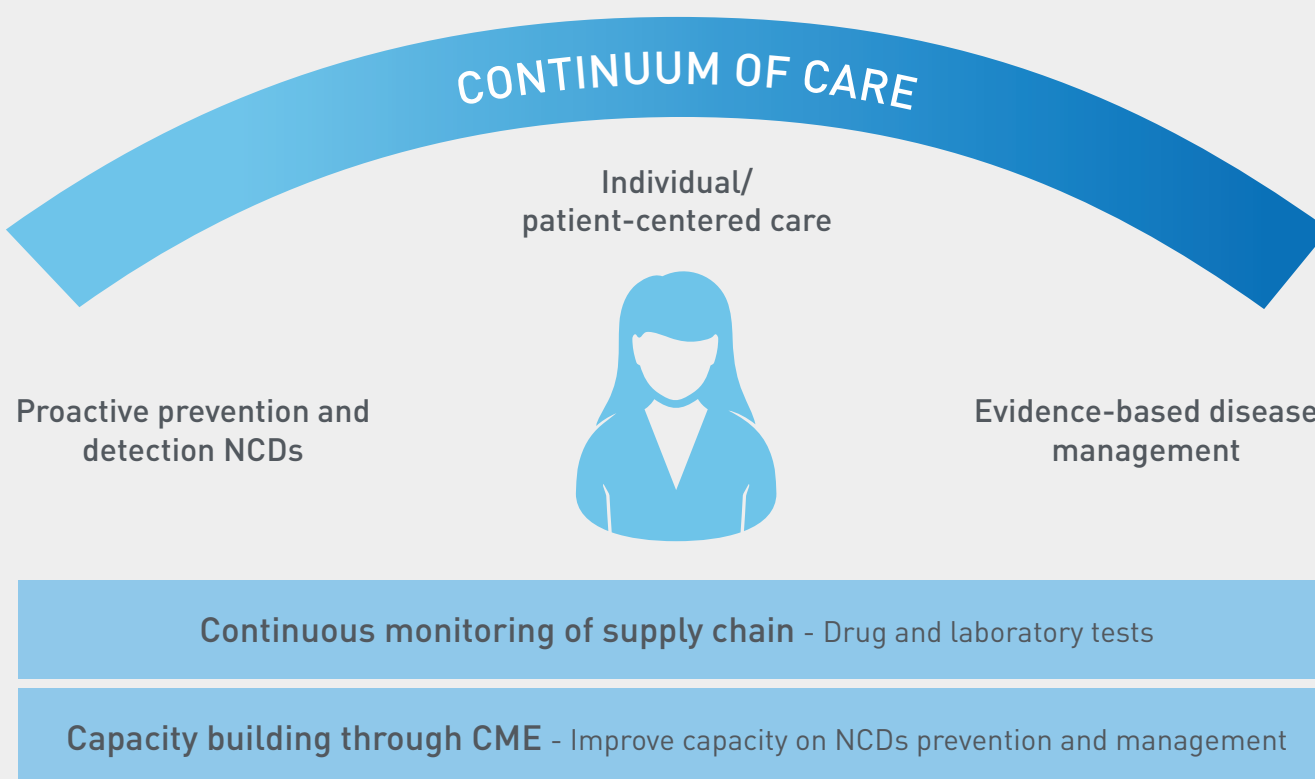 CONTINUUM OF CARE
Individual/
patient-centered care
Proactive prevention and
detection NCDs
Evidence-based disease
management
Continuous monitoring of supply chain - Drug and laboratory tests
Capacity building through CME - Improve capacity on NCDs prevention and management